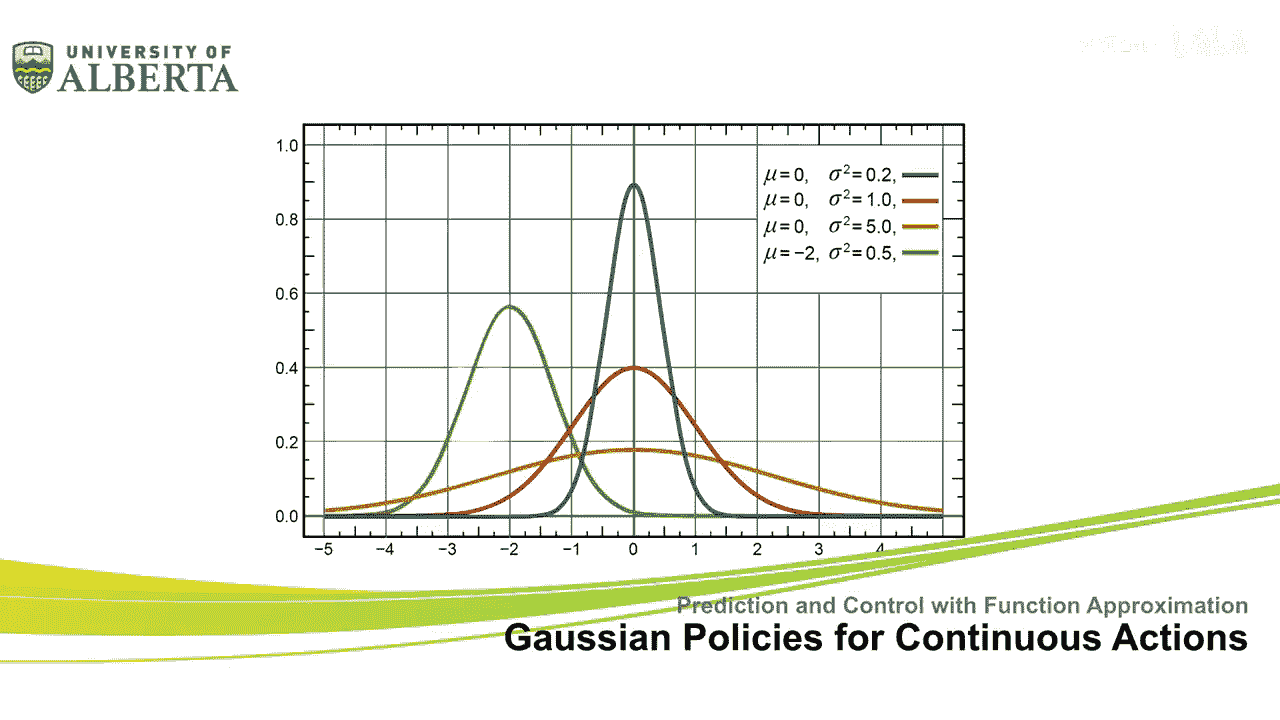 UNIVERSITY OF
ALBERTA
1.0
0.8
0.6
0.4
0.2
0.0
μ= 0, σ²= 0.2,
μ= 0, σ²= 1.0,
μ= 0, σ²= 5.0,
μ= −2, σ²= 0.5,
−5 −4 −3 −2 −1 0 1 2 3 4
Prediction and Control with Function Approximation
Gaussian Policies for Continuous Actions